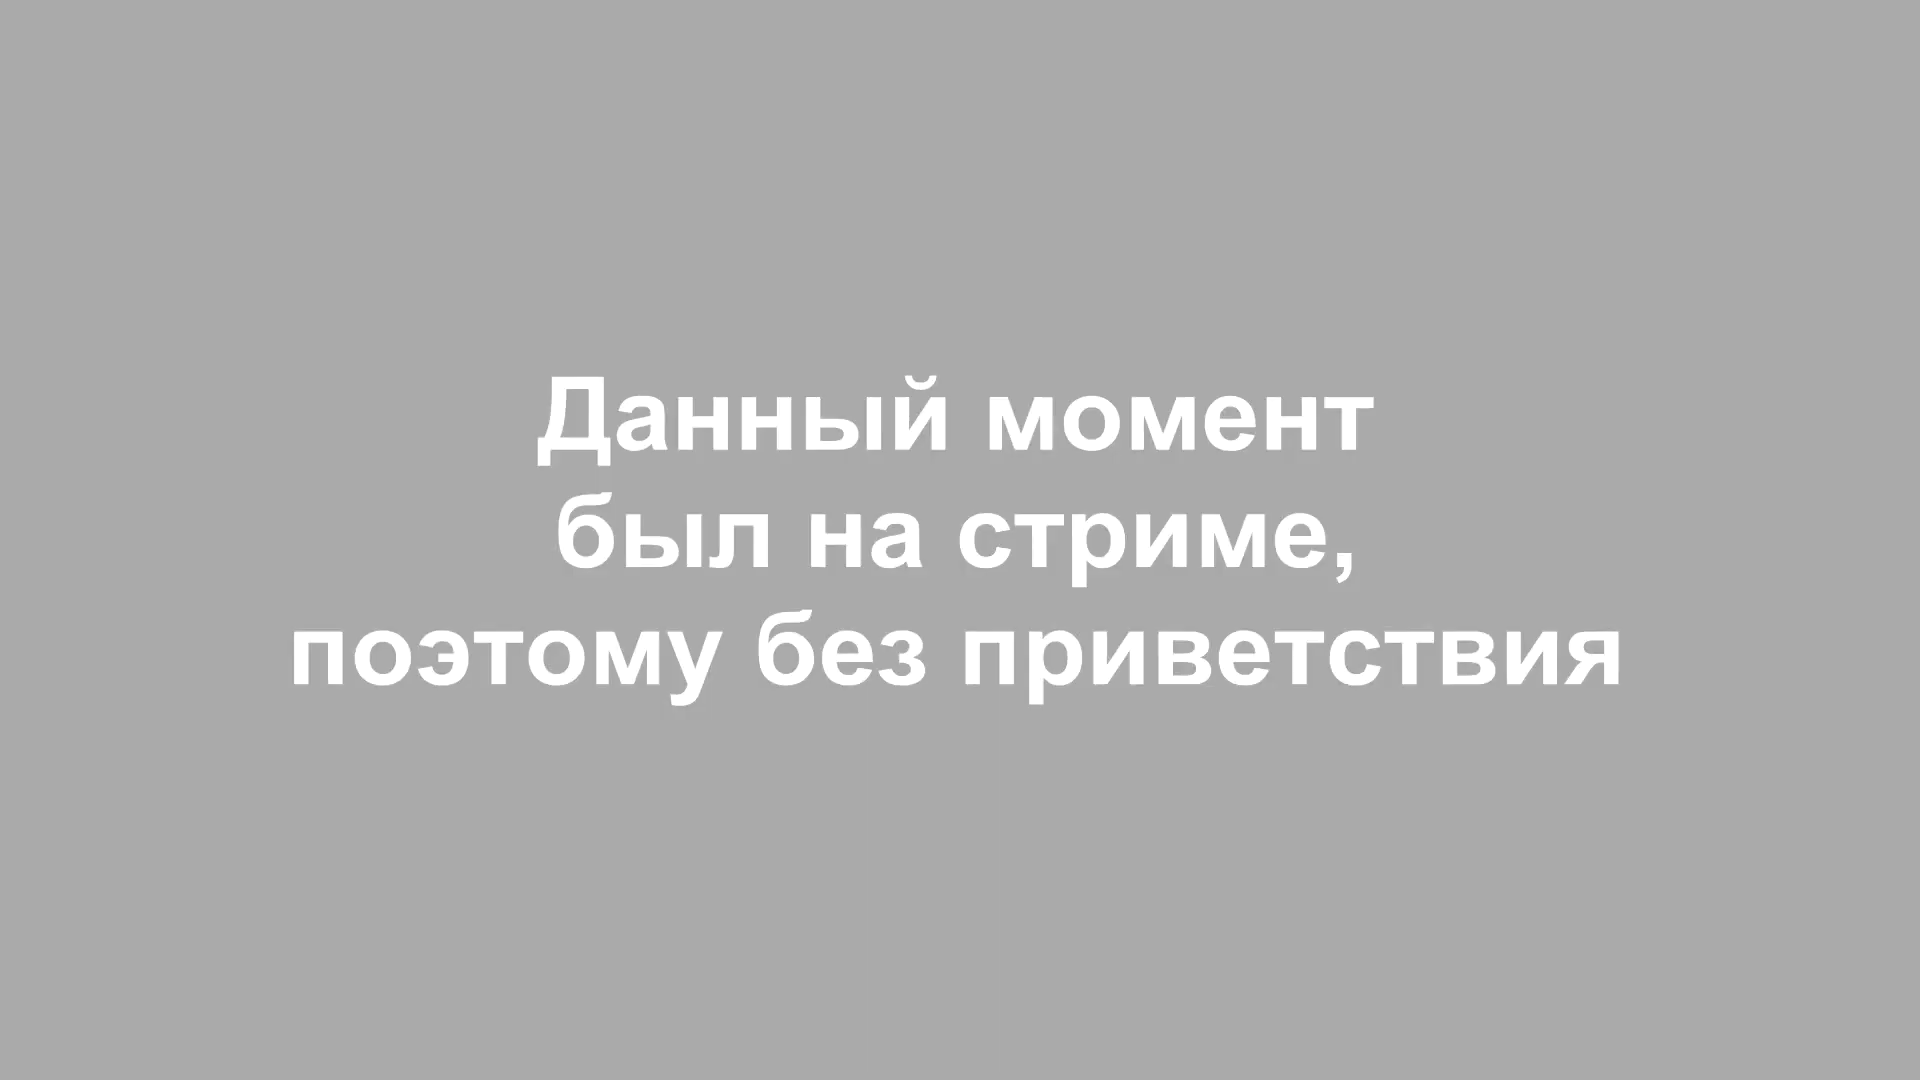 Данный момент
был на стриме,
поэтому без приветствия